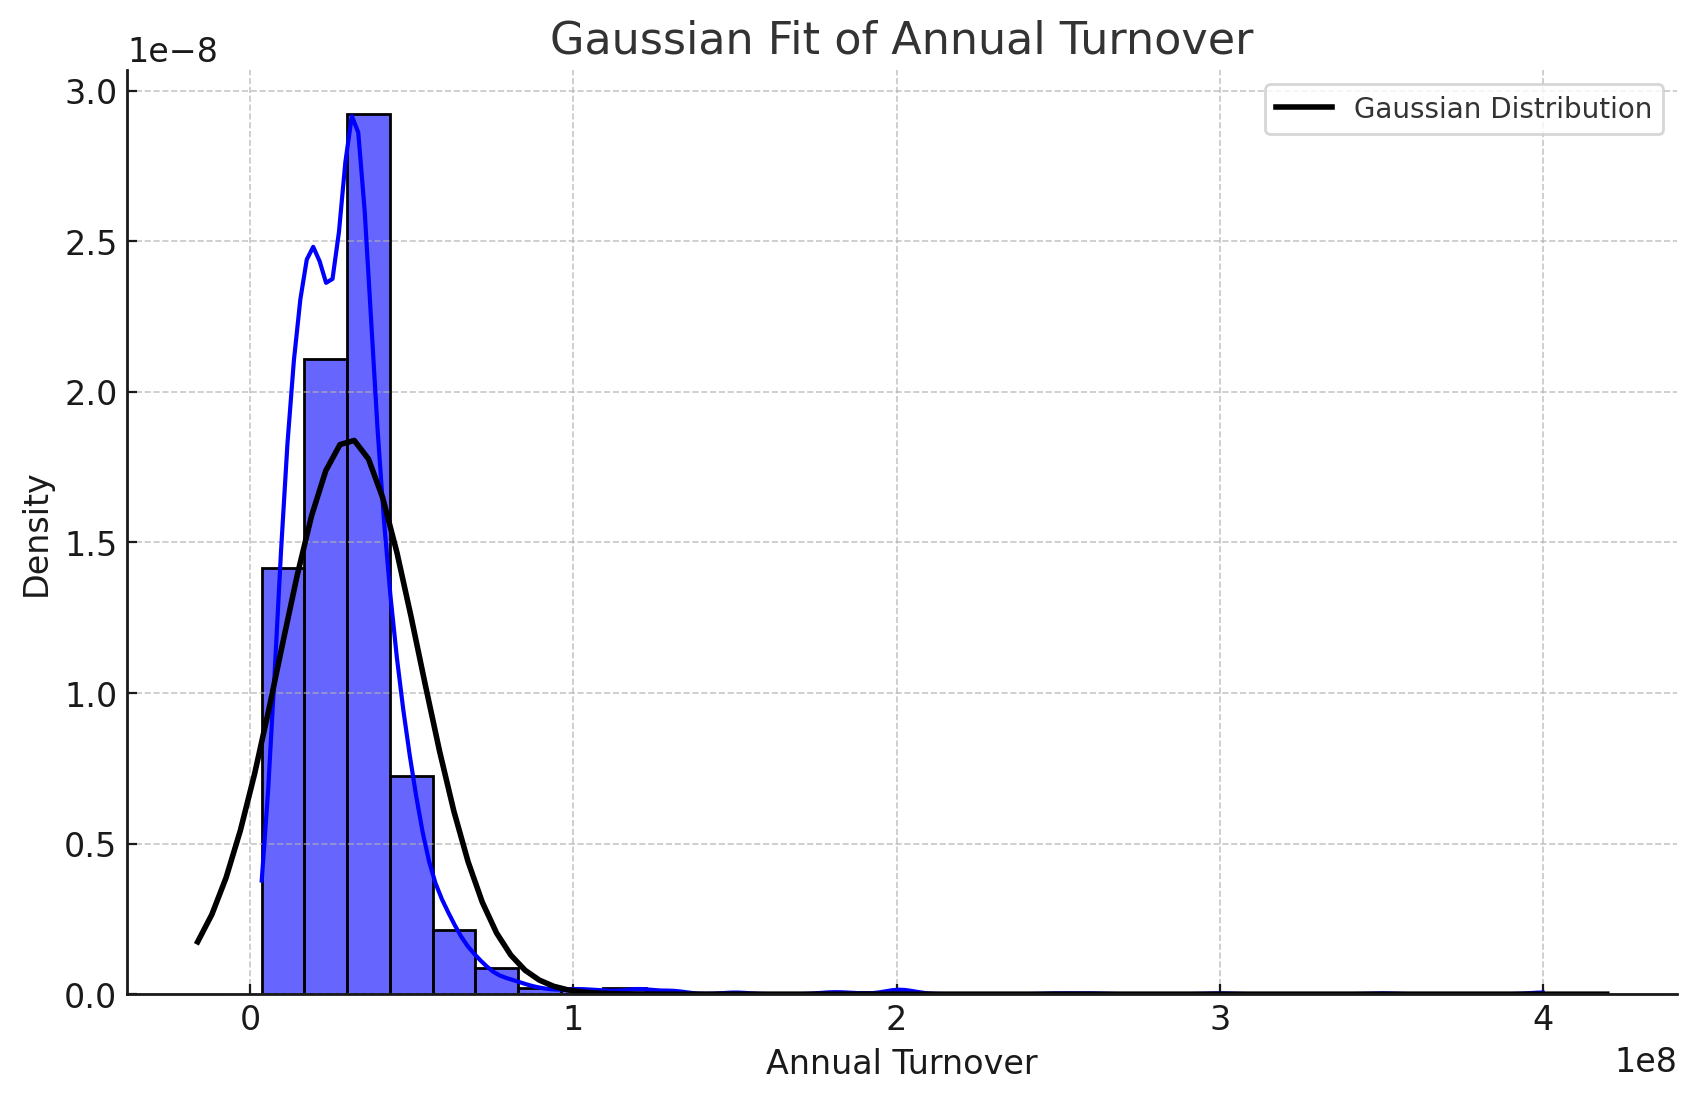 Gaussian Fit of Annual Turnover
1e−8
3.0
2.5
2.0
1.5
1.0
0.5
0.0
Density
Gaussian Distribution
0 1 2 3 4
1e8
Annual Turnover